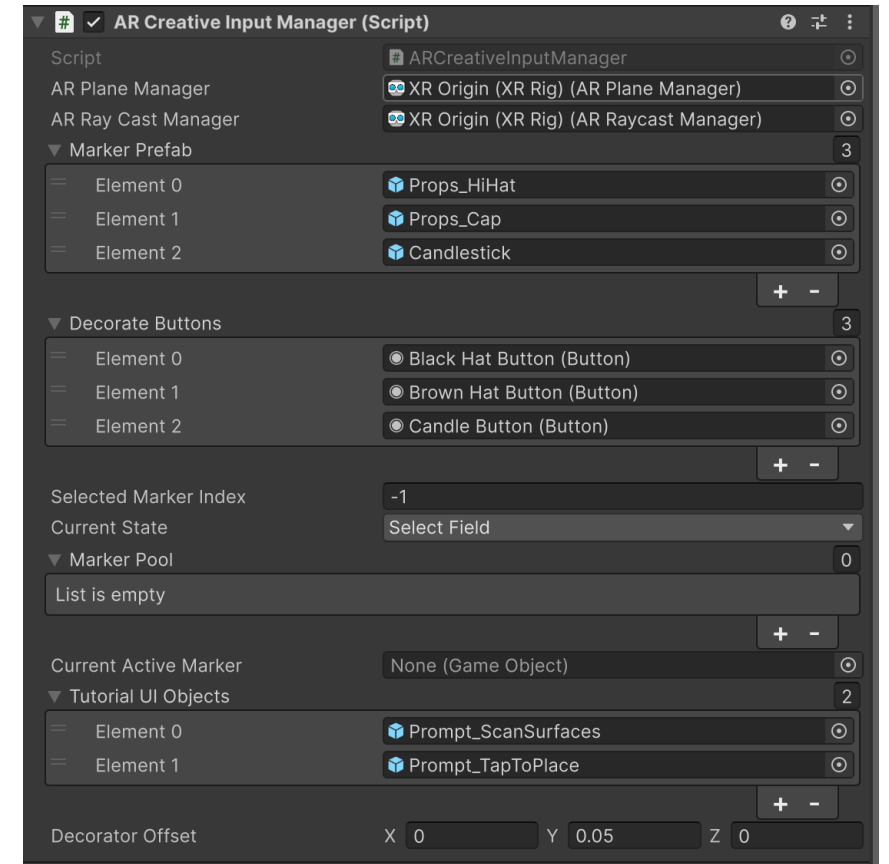 # AR Creative Input Manager (Script)
Script # ARCreativeInputManager
AR Plane Manager XR Origin (XR Rig) (AR Plane Manager)
AR Ray Cast Manager XR Origin (XR Rig) (AR Raycast Manager)
Marker Prefab 3
Element 0 Props_HiHat
Element 1 Props_Cap
Element 2 Candlestick
+ -
Decorate Buttons 3
Element 0 Black Hat Button (Button)
Element 1 Brown Hat Button (Button)
Element 2 Candle Button (Button)
+ -
Selected Marker Index -1
Current State Select Field
Marker Pool 0
List is empty
+ -
Current Active Marker None (Game Object)
Tutorial UI Objects 2
Element 0 Prompt_ScanSurfaces
Element 1 Prompt_TapToPlace
+ -
Decorator Offset X 0 Y 0.05 Z 0